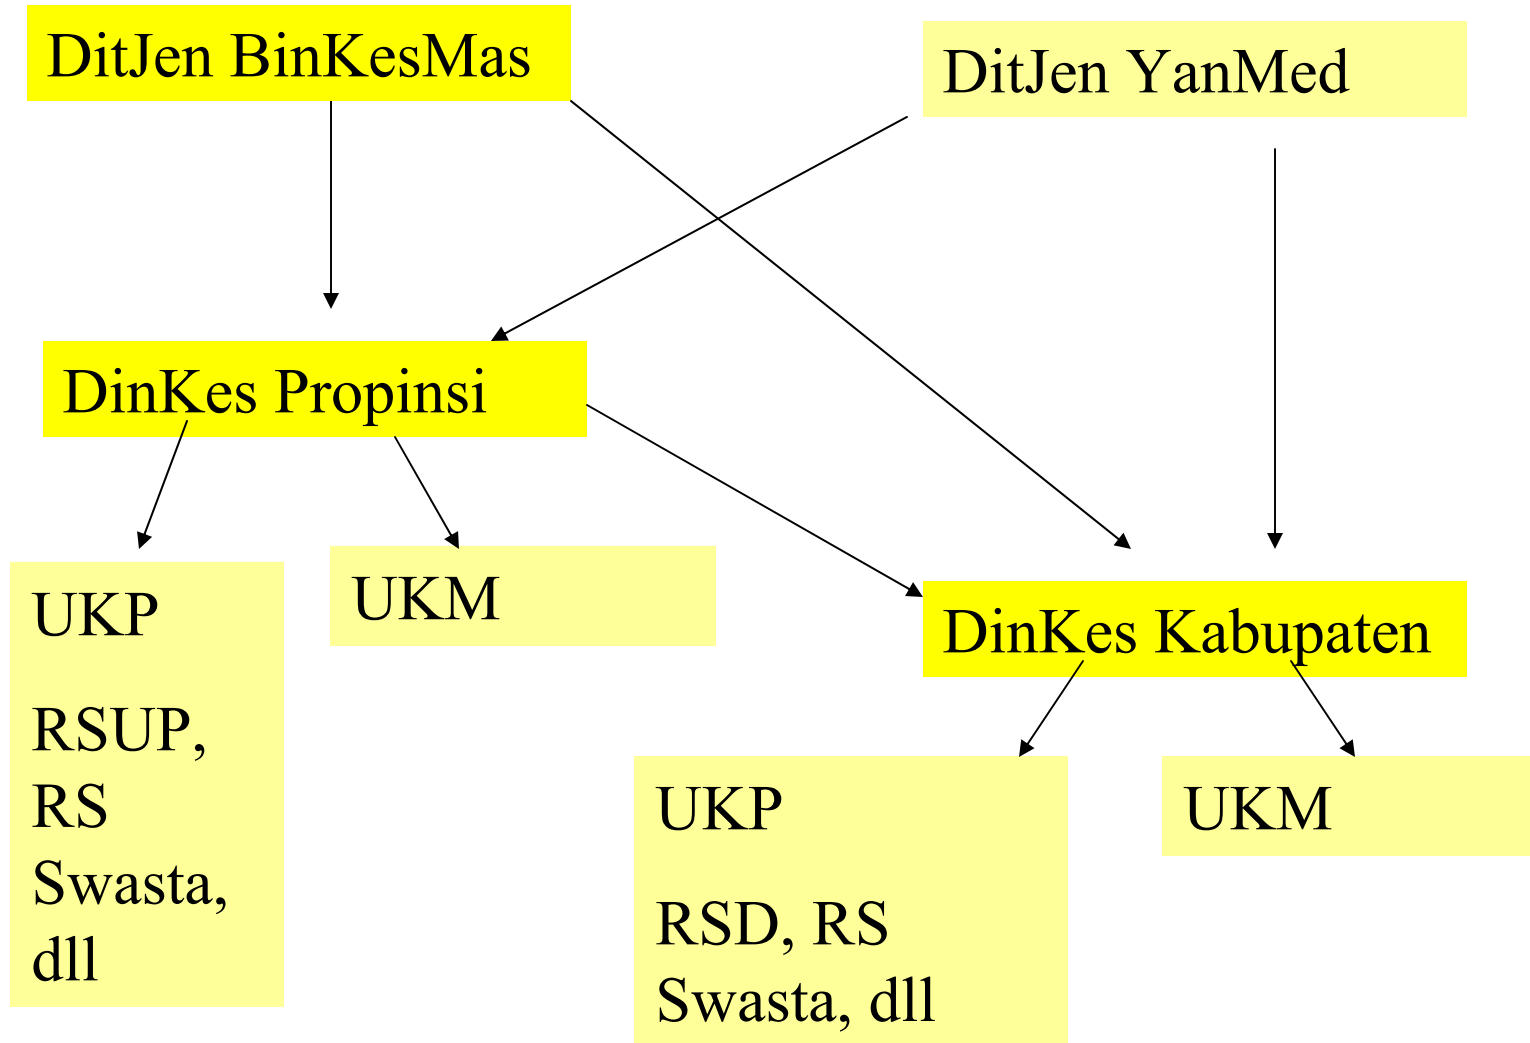 DitJen BinKesMas
DitJen YanMed
DinKes Propinsi
UKP
RSUP,
RS
Swasta,
dll
UKM
DinKes Kabupaten
UKP
RSD, RS
Swasta, dll
UKM